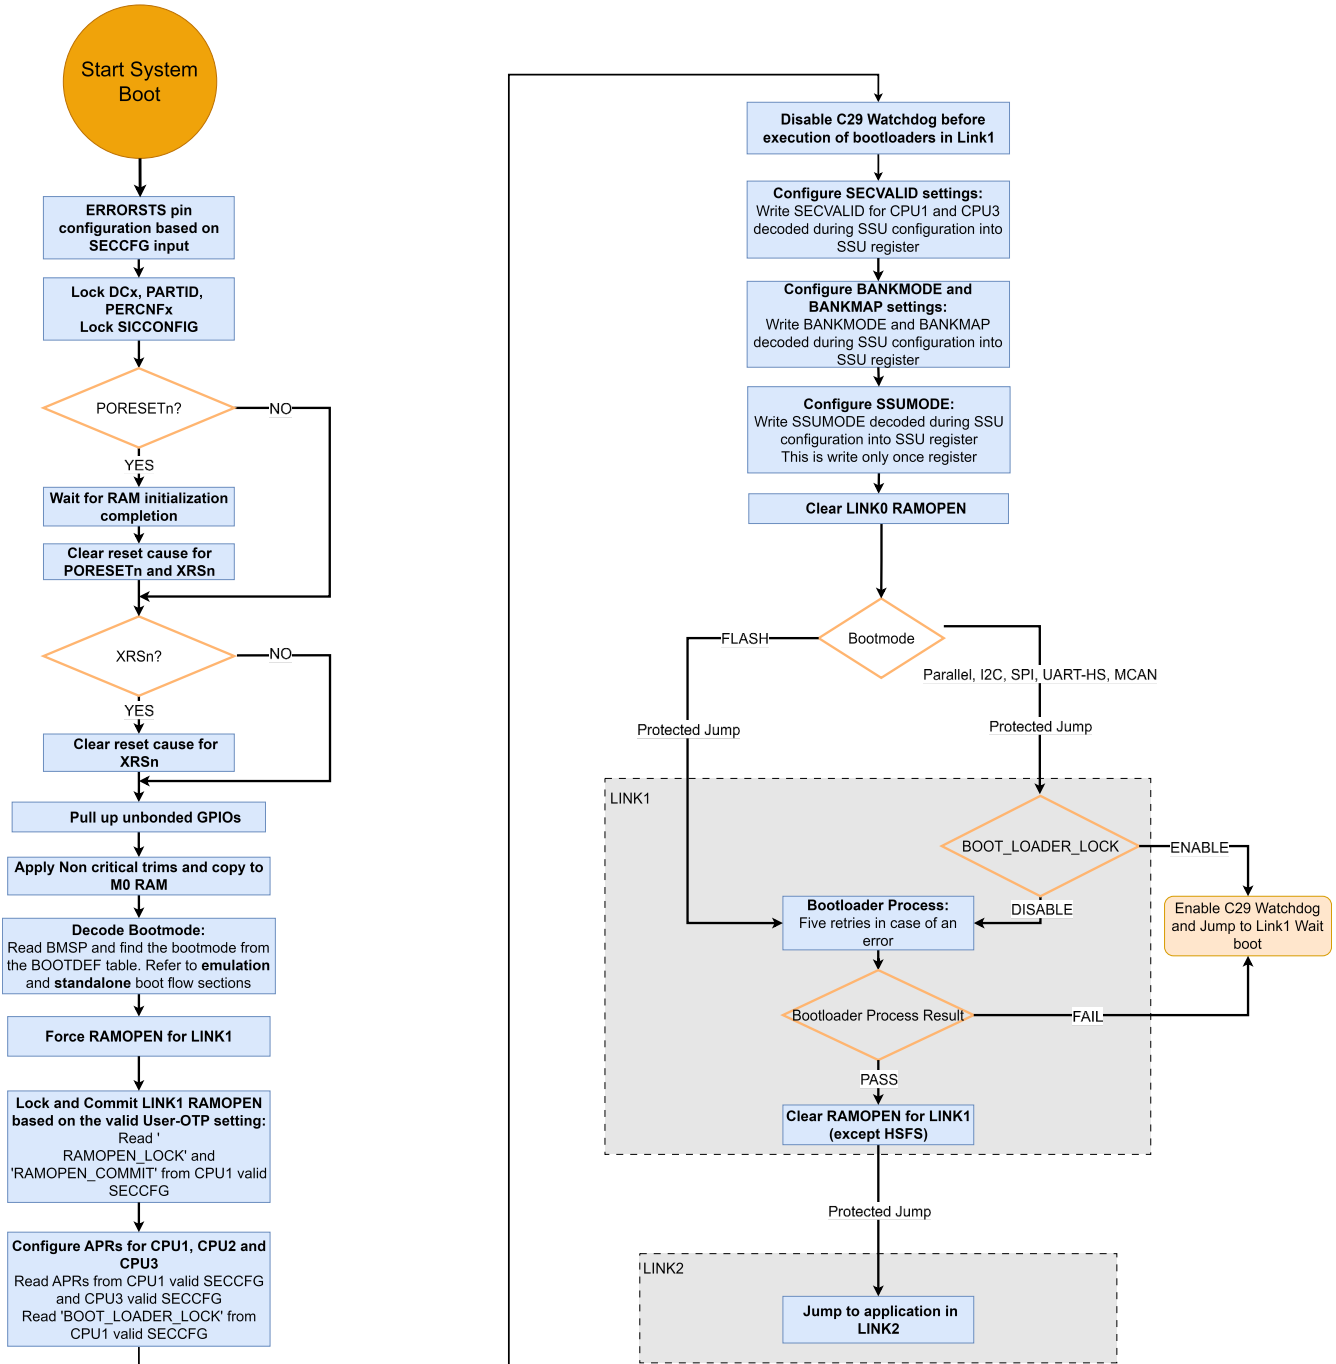 Start System
Boot
ERRORSTS pin
configuration based on
SECCFG input
Lock DCx, PARTID,
PERCNFx
Lock SICCONFIG
PORESETn?
NO
YES
Wait for RAM initialization
completion
Clear reset cause for
PORESETn and XRSn
XRSn?
NO
YES
Clear reset cause for
XRSn
Pull up unbonded GPIOs
Apply Non critical trims and copy to
M0 RAM
Decode Bootmode:
Read BMSP and find the bootmode from
the BOOTDEF table. Refer to emulation
and standalone boot flow sections
Force RAMOPEN for LINK1
Lock and Commit LINK1 RAMOPEN
based on the valid User-OTP setting:
Read '
RAMOPEN_LOCK' and
'RAMOPEN_COMMIT' from CPU1 valid
SECCFG
Configure APRs for CPU1, CPU2 and
CPU3
Read APRs from CPU1 valid SECCFG
and CPU3 valid SECCFG
Read 'BOOT_LOADER_LOCK' from
CPU1 valid SECCFG
Disable C29 Watchdog before
execution of bootloaders in Link1
Configure SECVALID settings:
Write SECVALID for CPU1 and CPU3
decoded during SSU configuration into
SSU register
Configure BANKMODE and
BANKMAP settings:
Write BANKMODE and BANKMAP
decoded during SSU configuration into
SSU register
Configure SSUMODE:
Write SSUMODE decoded during SSU
configuration into SSU register
This is write only once register
Clear LINK0 RAMOPEN
Bootmode
FLASH
Parallel, I2C, SPI, UART-HS, MCAN
Protected Jump
Protected Jump
LINK1
BOOT_LOADER_LOCK
ENABLE
DISABLE
Bootloader Process:
Five retries in case of an
error
Enable C29 Watchdog
and Jump to Link1 Wait
boot
Bootloader Process Result
FAIL
PASS
Clear RAMOPEN for LINK1
(except HSFS)
Protected Jump
LINK2
Jump to application in
LINK2